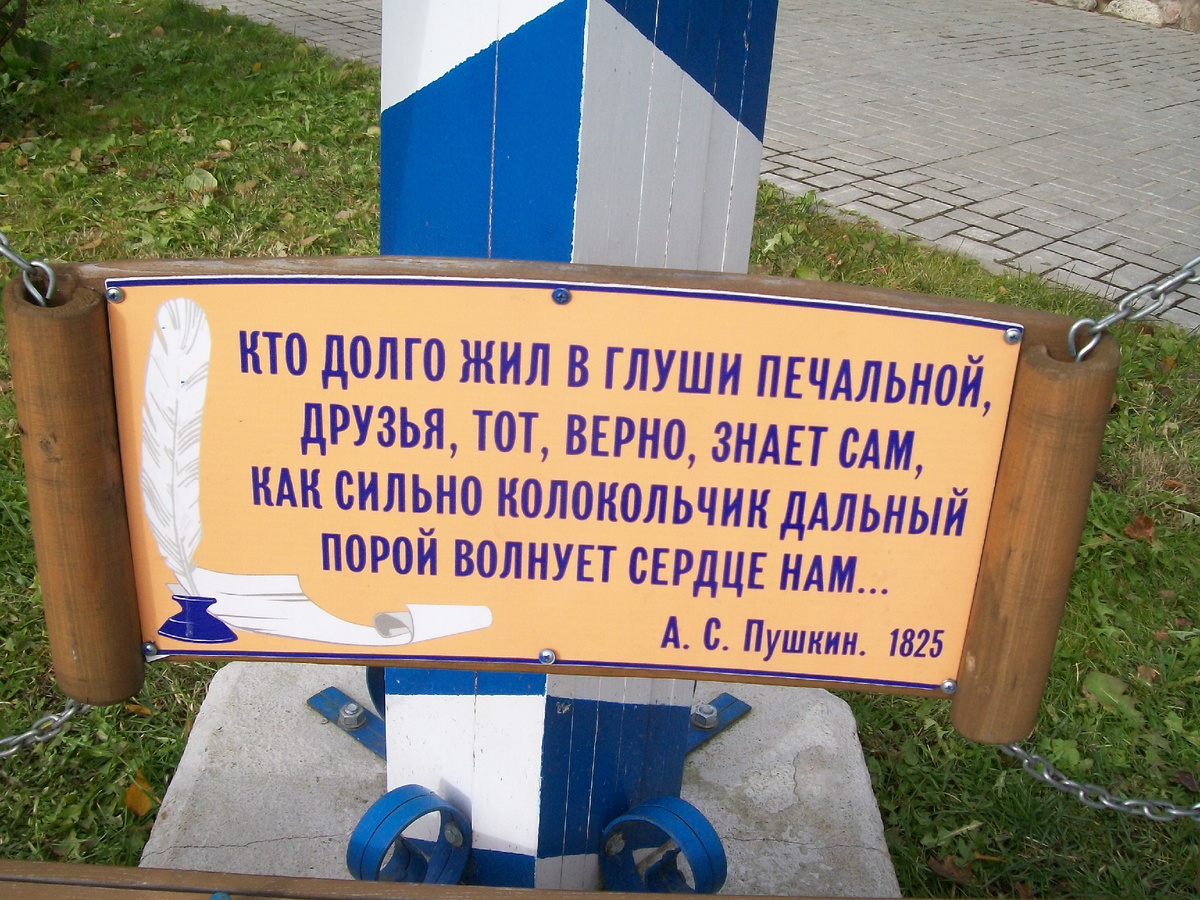 КТО ДОЛГО ЖИЛ В ГЛУШИ ПЕЧАЛЬНОЙ,
ДРУЗЬЯ, ТОТ, ВЕРНО, ЗНАЕТ САМ,
КАК СИЛЬНО КОЛОКОЛЬЧИК ДАЛЬНЫЙ
ПОРОЙ ВОЛНУЕТ СЕРДЦЕ НАМ...
А. С. Пушкин. 1825